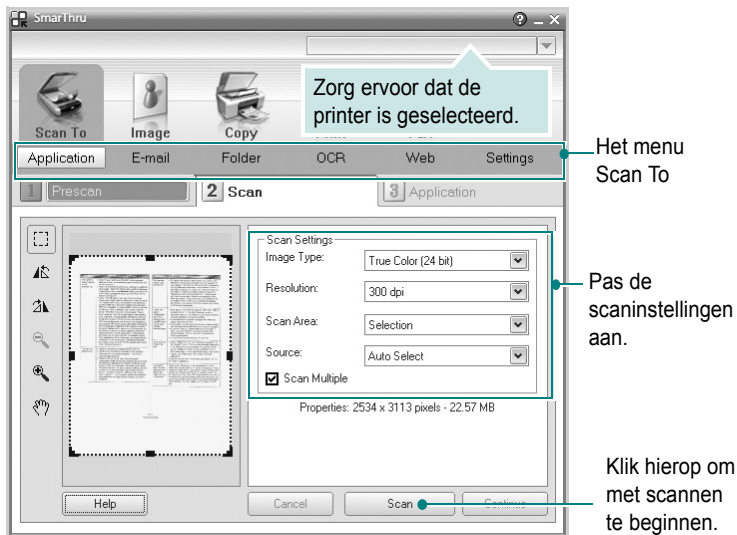 SmarThru
Zorg ervoor dat de
printer is geselecteerd.
Scan To
Image
Copy
Application
E-mail
Folder
OCR
Web
Settings
Het menu
Scan To
1 Prescan
2 Scan
3 Application
Scan Settings
Image Type:
True Color (24 bit)
Resolution:
300 dpi
Scan Area:
Selection
Source:
Auto Select
Scan Multiple
Properties: 2534 x 3113 pixels - 22.57 MB
Pas de
scaninstellingen
aan.
Help
Cancel
Scan
Continue
Klik hierop om
met scannen
te beginnen.